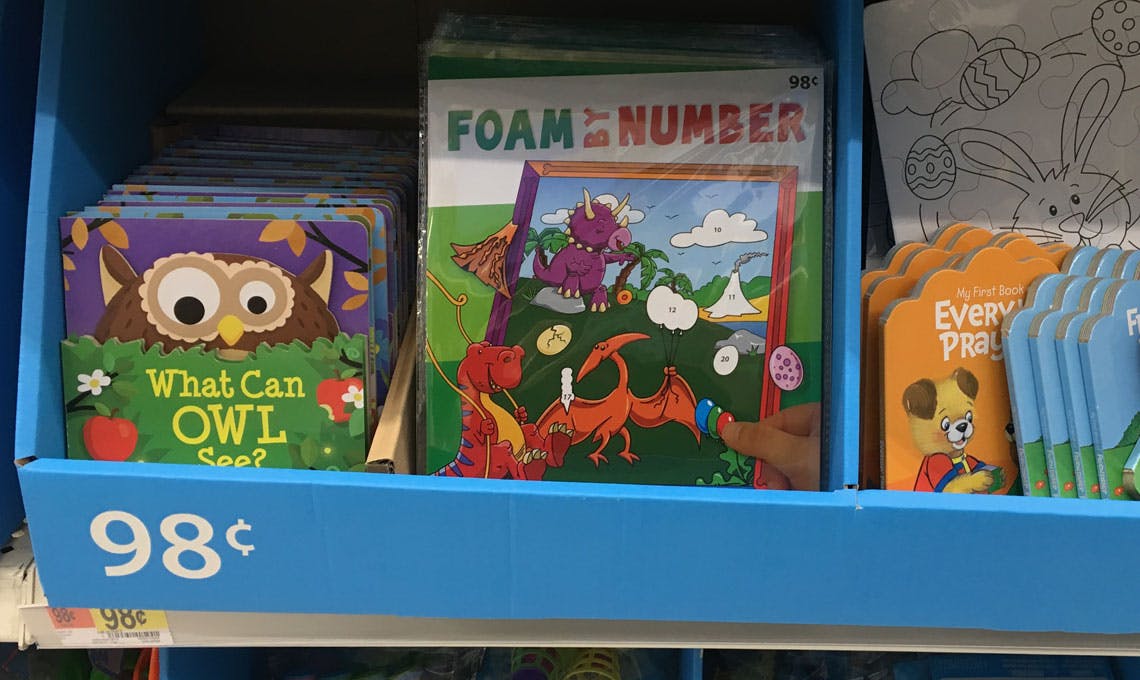 What Can
OWL
See?
98¢
FOAM BY NUMBER
10
11
12
20
17
My First Book
EVERY
PRAY
98¢
98¢
98¢